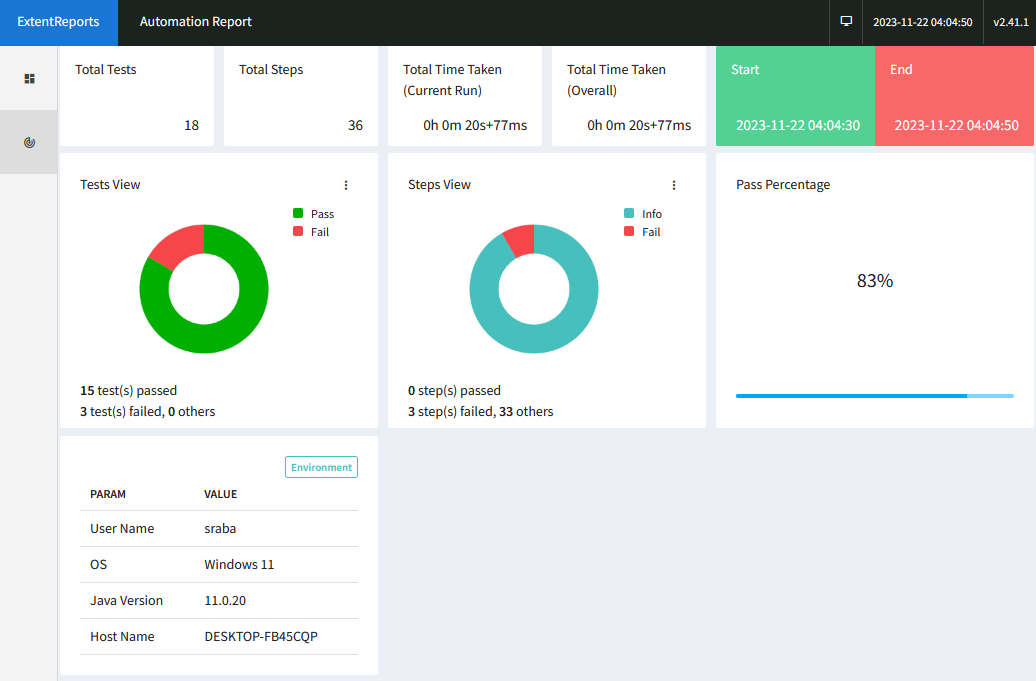 ExtentReports
Automation Report
2023-11-22 04:04:50
v2.41.1
Total Tests
18
Total Steps
36
Total Time Taken
(Current Run)
0h 0m 20s+77ms
Total Time Taken
(Overall)
0h 0m 20s+77ms
Start
2023-11-22 04:04:30
End
2023-11-22 04:04:50
Tests View
Pass
Fail
15 test(s) passed
3 test(s) failed, 0 others
Steps View
Info
Fail
0 step(s) passed
3 step(s) failed, 33 others
Pass Percentage
83%
Environment
PARAM VALUE
User Name sraba
OS Windows 11
Java Version 11.0.20
Host Name DESKTOP-FB45CQP